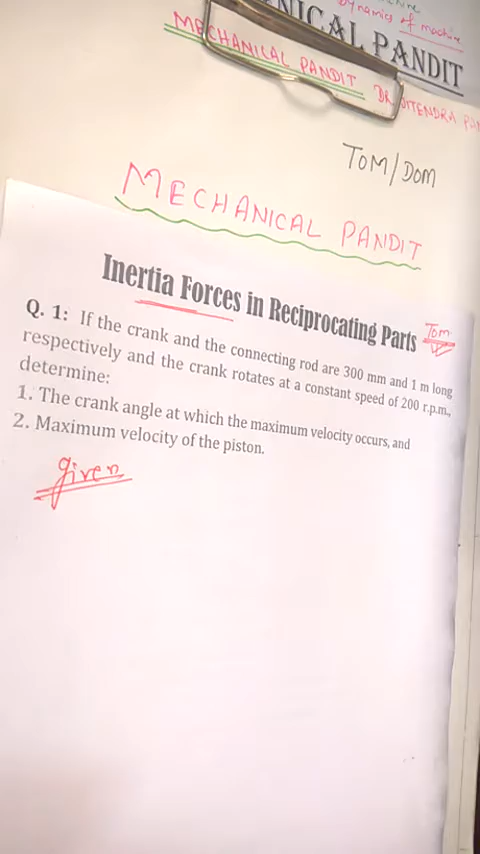 Dynamics of machine
NICAL PANDIT
MECHANICAL PANDIT DR. JITENDRA
TOM/DOM
MECHANICAL PANDIT
Inertia Forces in Reciprocating Parts
Tom
Q. 1: If the crank and the connecting rod are 300 mm and 1 m long
respectively and the crank rotates at a constant speed of 200 r.p.m.,
determine:
1. The crank angle at which the maximum velocity occurs, and
2. Maximum velocity of the piston.
given